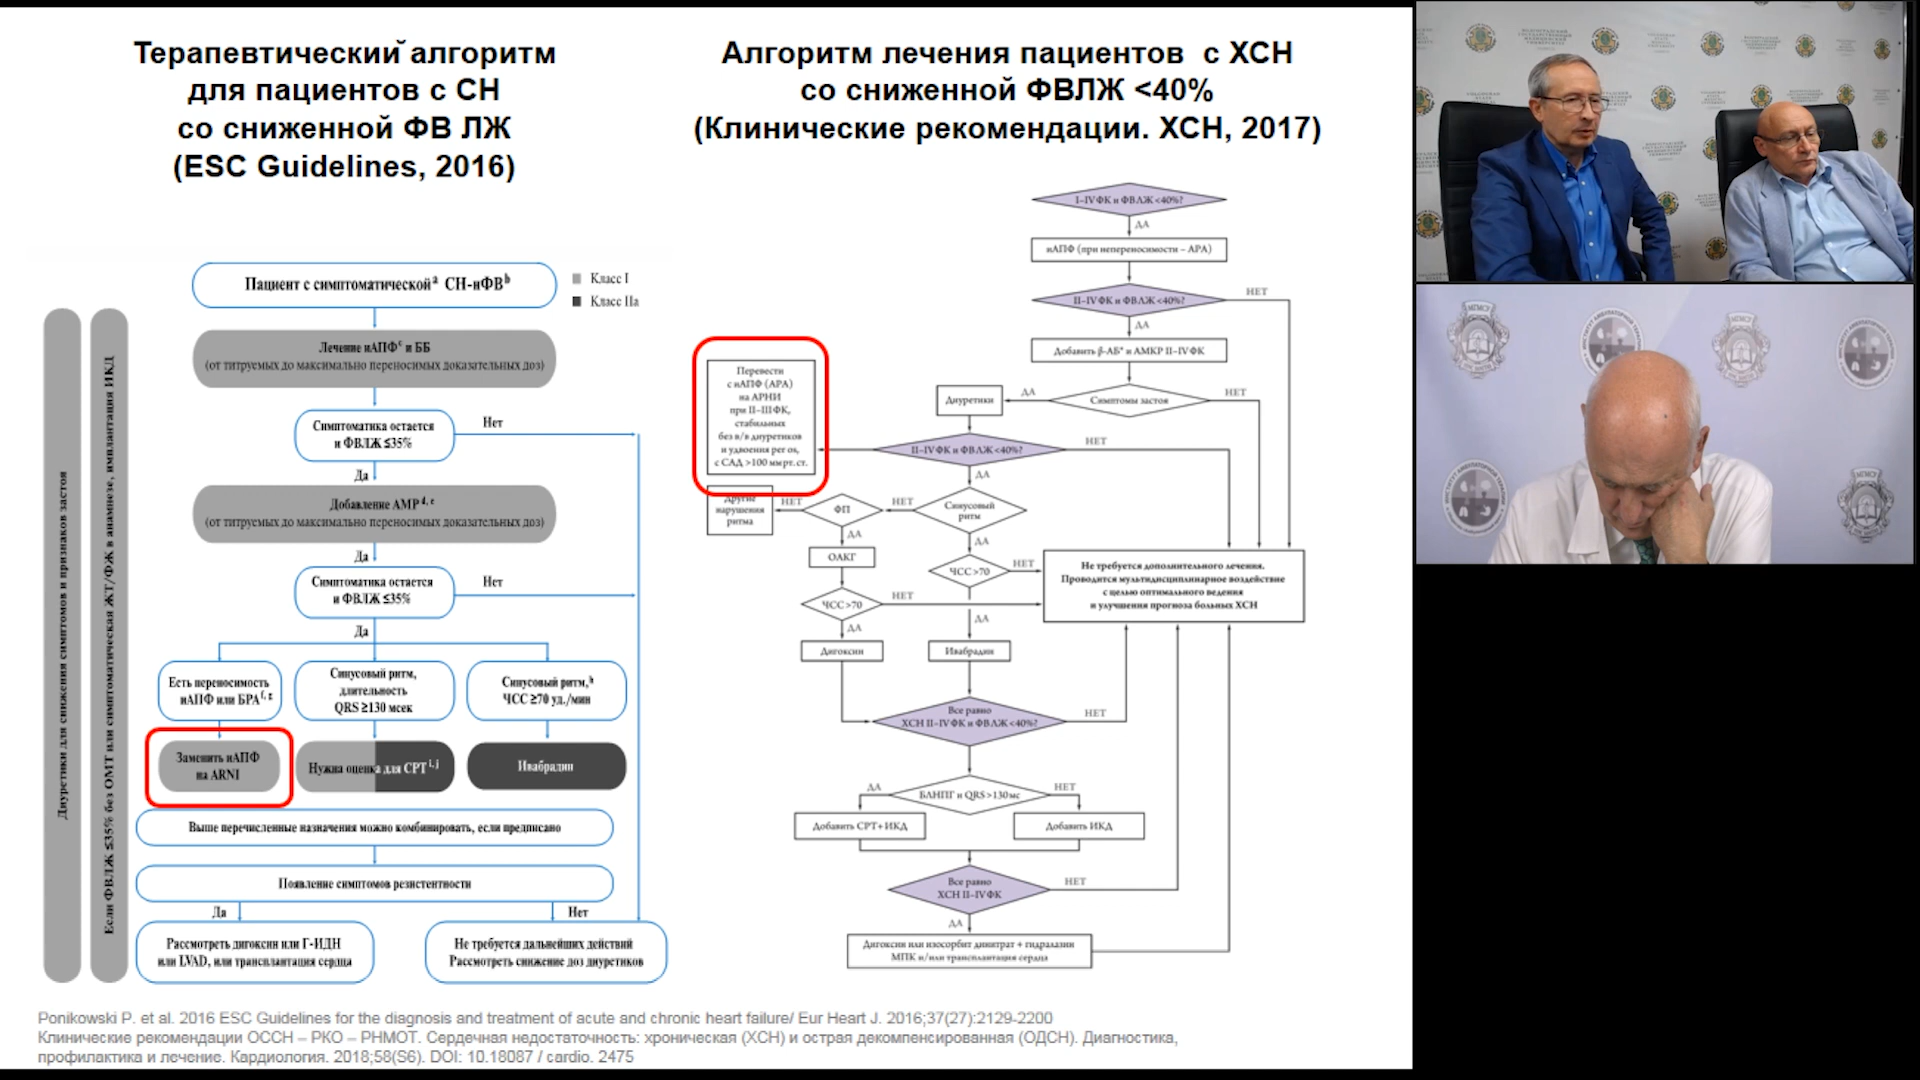 Терапевтический алгоритм
для пациентов с СН
со сниженной ФВ ЛЖ
(ESC Guidelines, 2016)
Пациент с симптоматической a СН-нФВ b
Класс I
Класс IIa
Диуретики для снижения симптомов и признаков застоя
Если ФВЛЖ ≤35% без ОМТ или симптоматическая ЖТ/ФЖ в анамнезе, имплантация ИКД
Лечение иАПФ c и ББ
(от титруемых до максимально переносимых доказательных доз)
Симптоматика остается
и ФВЛЖ ≤35%
Нет
Да
Добавление АМР d, e
(от титруемых до максимально переносимых доказательных доз)
Да
Симптоматика остается
и ФВЛЖ ≤35%
Нет
Да
Есть переносимость
иАПФ или БРА f, g
Синусовый ритм,
длительность
QRS ≥130 мсек
Синусовый ритм, h
ЧСС ≥70 уд./мин
Заменить иАПФ
на ARNI
Нужна оценка для СРТ i, j
Ивабрадин
Выше перечисленные назначения можно комбинировать, если предписано
Появление симптомов резистентности
Да
Нет
Рассмотреть дигоксин или Г-ИДН
или LVAD, или трансплантация сердца
Не требуется дальнейших действий
Рассмотреть снижение доз диуретиков
Алгоритм лечения пациентов с ХСН
со сниженной ФВЛЖ <40%
(Клинические рекомендации. ХСН, 2017)
I–IV ФК и ФВЛЖ <40%?
ДА
иАПФ (при непереносимости – АРА)
II–IV ФК и ФВЛЖ <40%?
НЕТ
ДА
Добавить β-АБ* и АМКР II–IV ФК
Диуретики
ДА
Симптомы застоя
НЕТ
Перевести
с иАПФ (АРА)
на АРНИ
при II–III ФК,
стабильных
без в/в диуретиков
и удвоения per os,
с САД >100 мм рт. ст.
II–IV ФК и ФВЛЖ <40%?
НЕТ
ДА
Другие
нарушения
ритма
НЕТ
ФП
НЕТ
Синусовый
ритм
ДА
ДА
ОАКГ
ЧСС >70
НЕТ
Не требуется дополнительного лечения.
Проводится мультидисциплинарное воздействие
с целью оптимального ведения
и улучшения прогноза больных ХСН
ЧСС >70
НЕТ
ДА
ДА
Дигоксин
Ивабрадин
Все равно
ХСН II–IV ФК и ФВЛЖ <40%?
НЕТ
ДА
БЛНПГ и QRS >130 мс
НЕТ
Добавить СРТ+ИКД
Добавить ИКД
Все равно
ХСН II–IV ФК
НЕТ
ДА
Дигоксин или изосорбит динитрат + гидралазин
МПК и/или трансплантация сердца
Ponikowski P. et al. 2016 ESC Guidelines for the diagnosis and treatment of acute and chronic heart failure/ Eur Heart J. 2016;37(27):2129-2200
Клинические рекомендации ОССН – РКО – РНМОТ. Сердечная недостаточность: хроническая (ХСН) и острая декомпенсированная (ОДСН). Диагностика,
профилактика и лечение. Кардиология. 2018;58(S6). DOI: 10.18087 / cardio. 2475